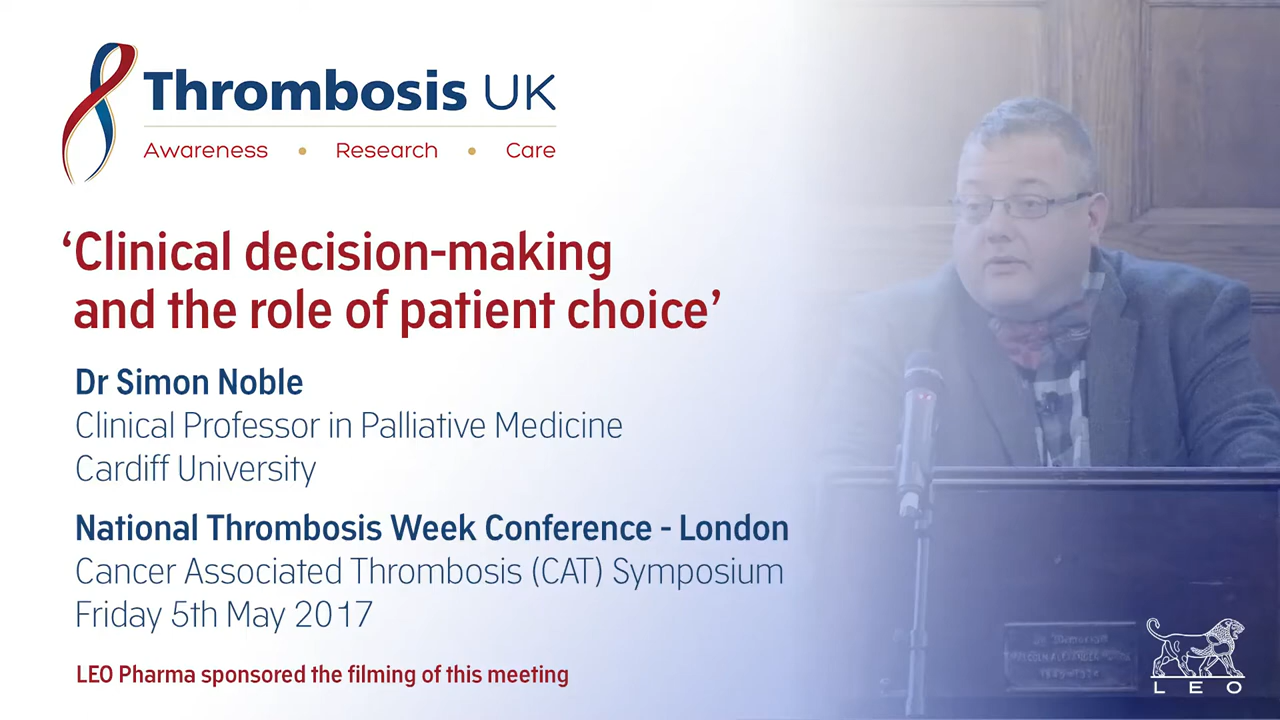 Thrombosis UK
Awareness • Research • Care
‘Clinical decision-making
and the role of patient choice’
Dr Simon Noble
Clinical Professor in Palliative Medicine
Cardiff University
National Thrombosis Week Conference - London
Cancer Associated Thrombosis (CAT) Symposium
Friday 5th May 2017
LEO Pharma sponsored the filming of this meeting
LEO